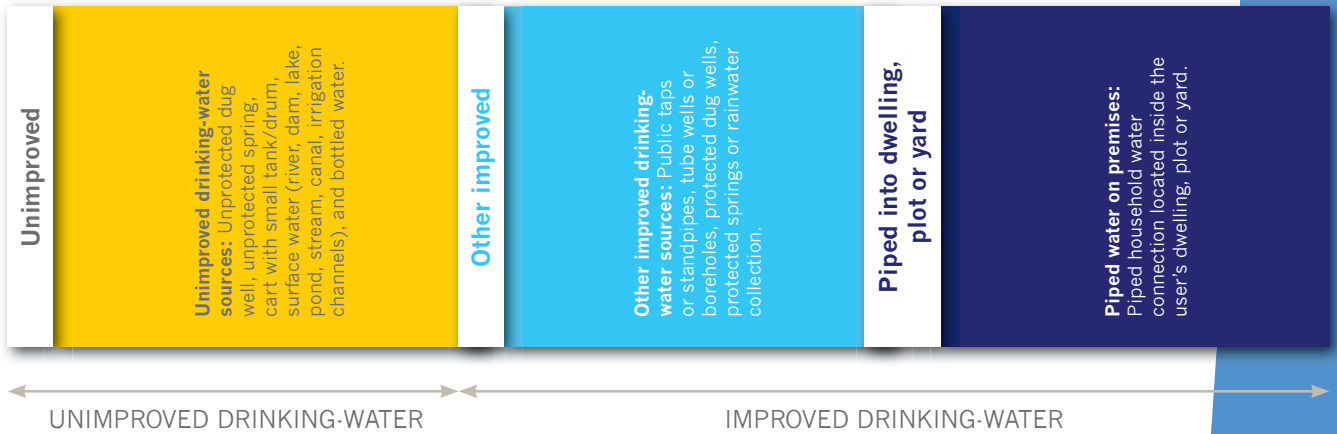 Unimproved
Unimproved drinking-water
sources: Unprotected dug
well, unprotected spring,
cart with small tank/drum,
surface water (river, dam, lake,
pond, stream, canal, irrigation
channels), and bottled water.
Other improved
Other improved drinking-
water sources: Public taps
or standpipes, tube wells or
boreholes, protected dug wells,
protected springs or rainwater
collection.
Piped into dwelling,
plot or yard
Piped water on premises:
Piped household water
connection located inside the
user's dwelling, plot or yard.
UNIMPROVED DRINKING-WATER
IMPROVED DRINKING-WATER